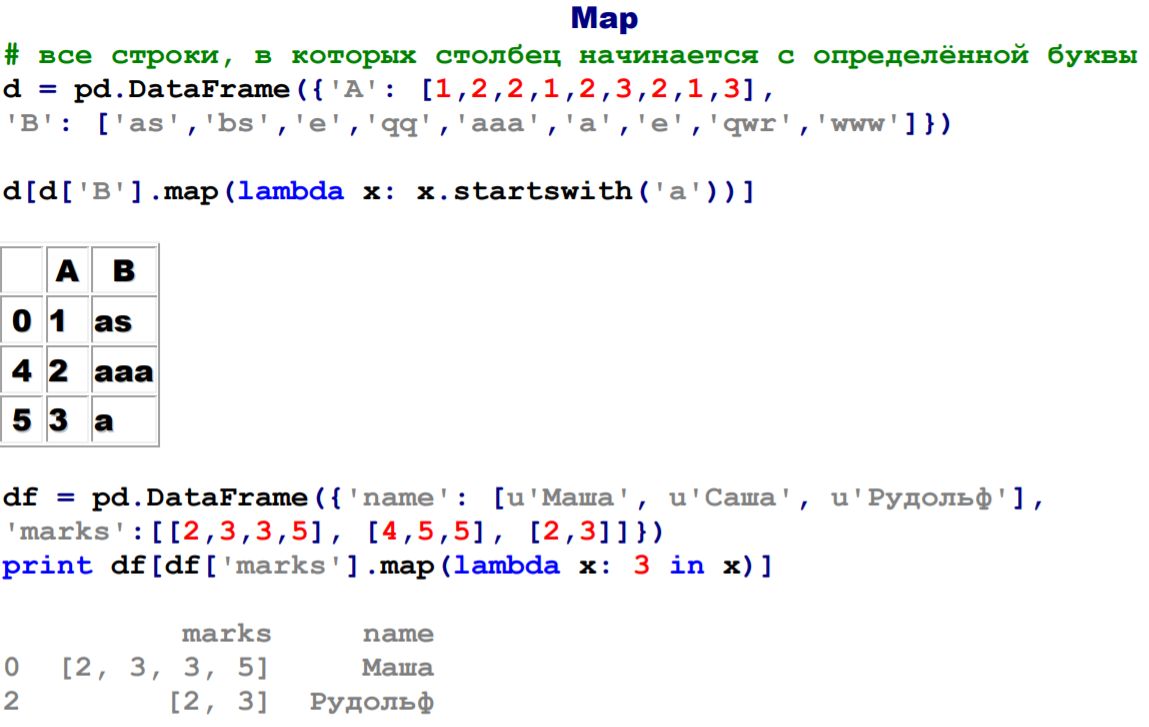 Map
# все строки, в которых столбец начинается с определённой буквы
d = pd.DataFrame({'A': [1,2,2,1,2,3,2,1,3],
'B': ['as','bs','e','qq','aaa','a','e','qwr','www']})
d[d['B'].map(lambda x: x.startswith('a'))]
A B
0 1 as
4 2 aaa
5 3 a
df = pd.DataFrame({'name': [u'Маша', u'Саша', u'Рудольф'],
'marks':[[2,3,3,5], [4,5,5], [2,3]]})
print df[df['marks'].map(lambda x: 3 in x)]
marks name
0 [2, 3, 3, 5] Маша
2 [2, 3] Рудольф